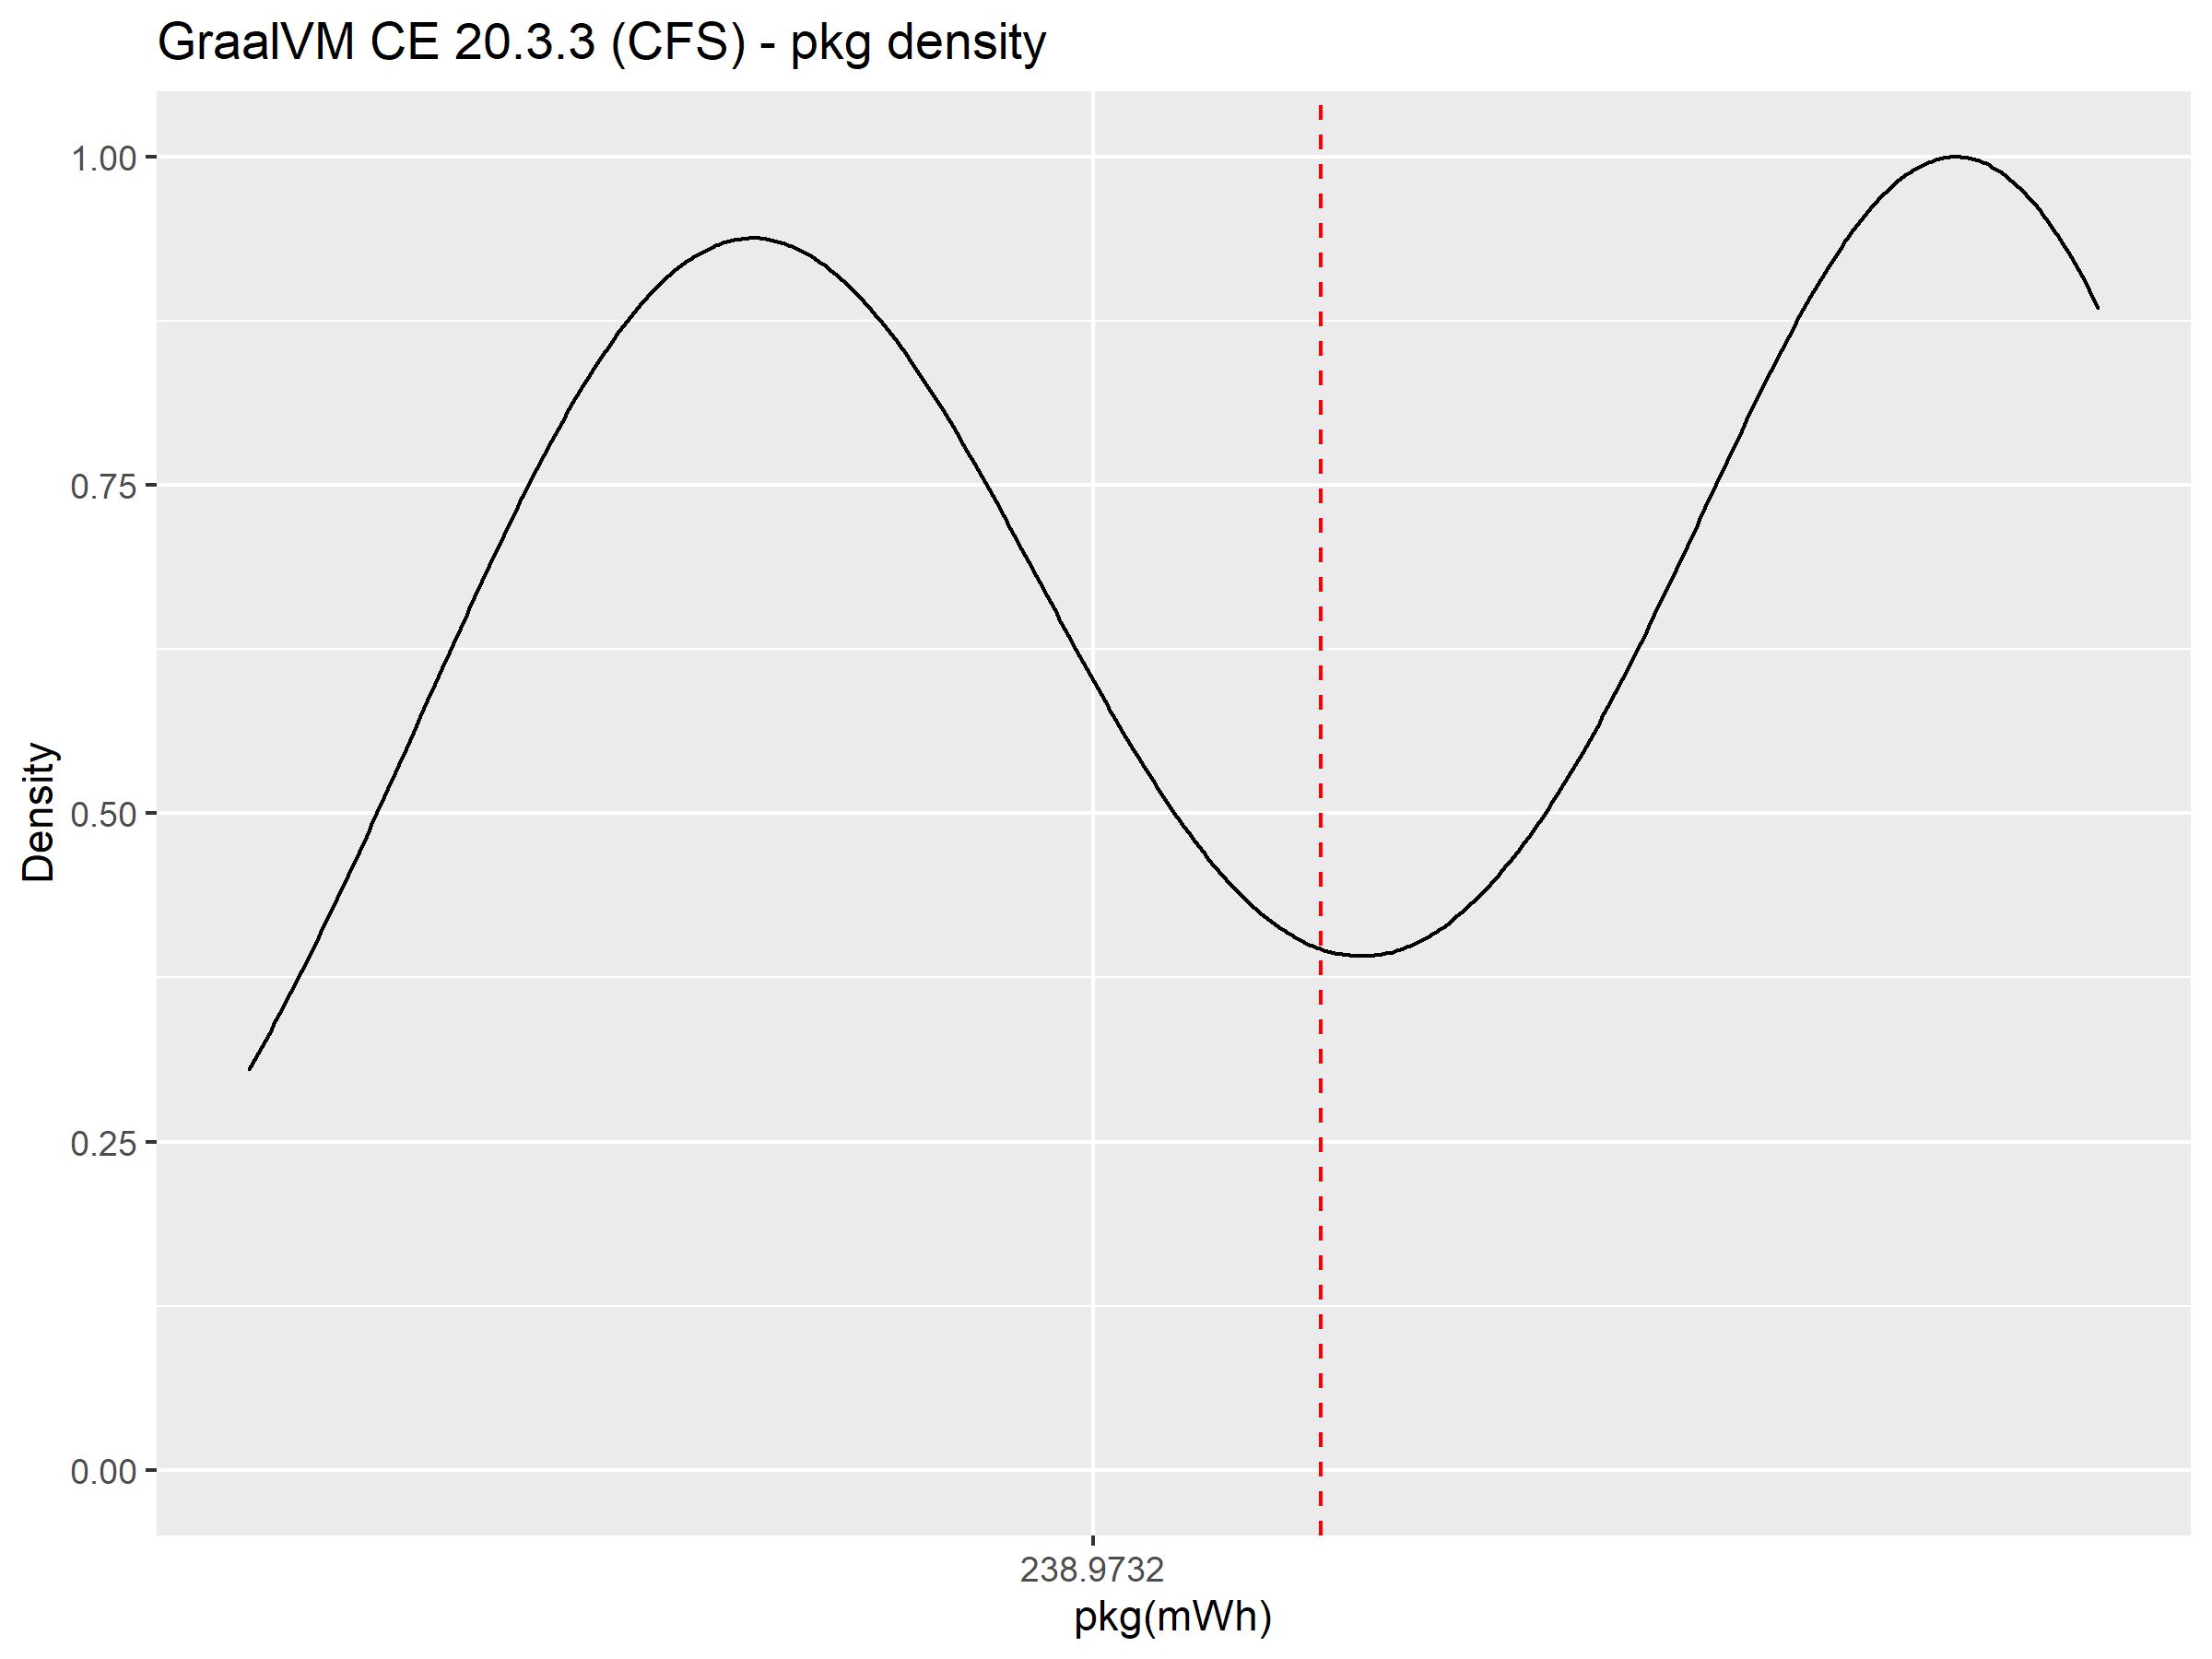 GraalVM CE 20.3.3 (CFS) - pkg density
1.00
0.75
0.50
0.25
0.00
Density
238.9732
pkg(mWh)